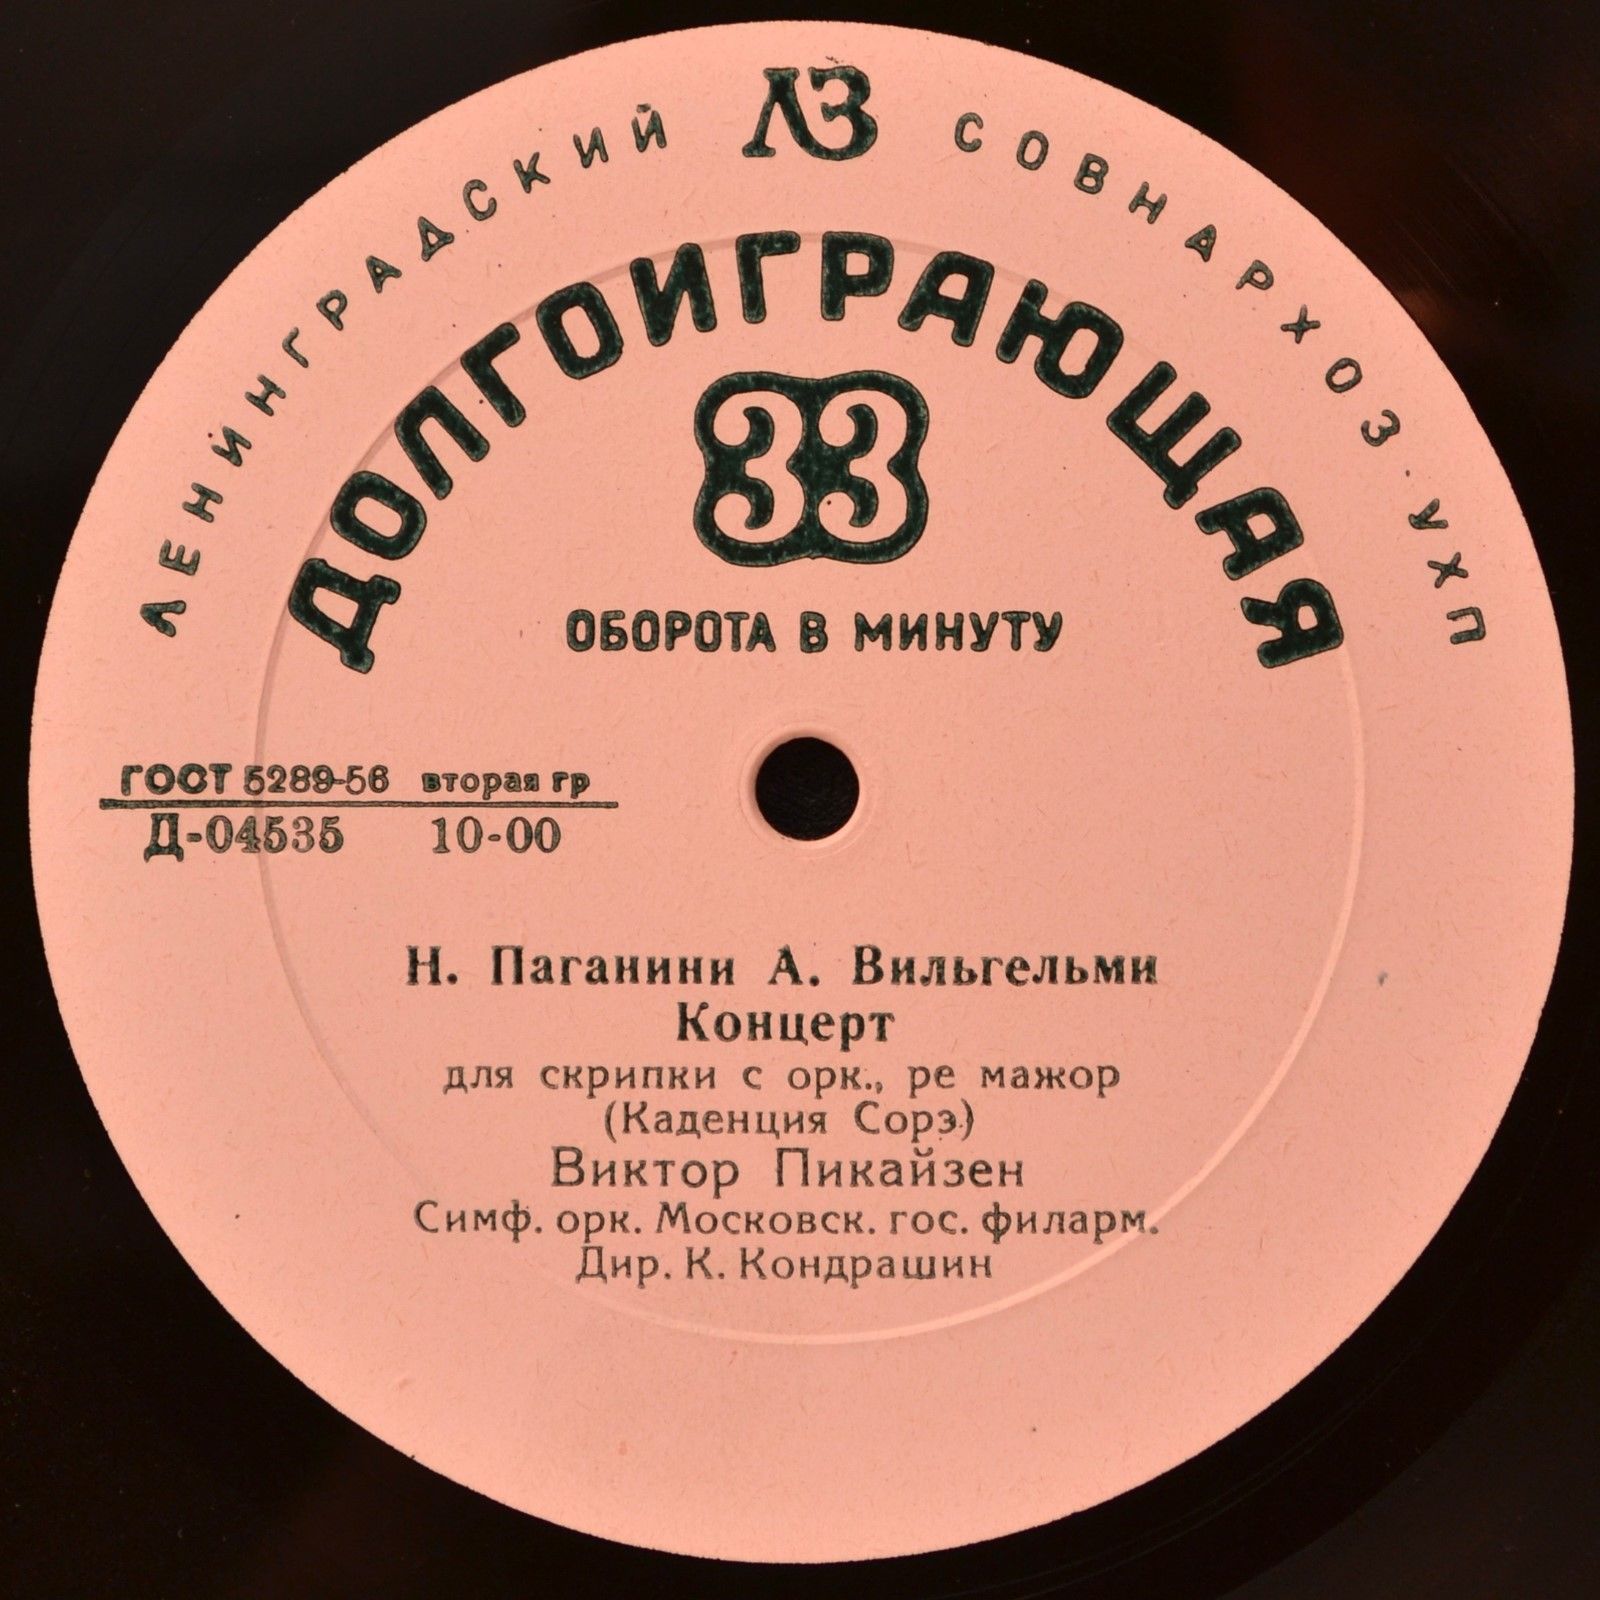 ЛЕНИНГРАДСКИЙ ЛЗ СОВНАРХОЗ·УХП
ДОЛГОИГРАЮЩАЯ
33
ОБОРОТА В МИНУТУ
ГОСТ 5289-56 вторая гр
Д-04535 10-00
Н. Паганини А. Вильгельми
Концерт
для скрипки с орк., ре мажор
(Каденция Сорэ)
Виктор Пикайзен
Симф. орк. Московск. гос. филарм.
Дир. К. Кондрашин